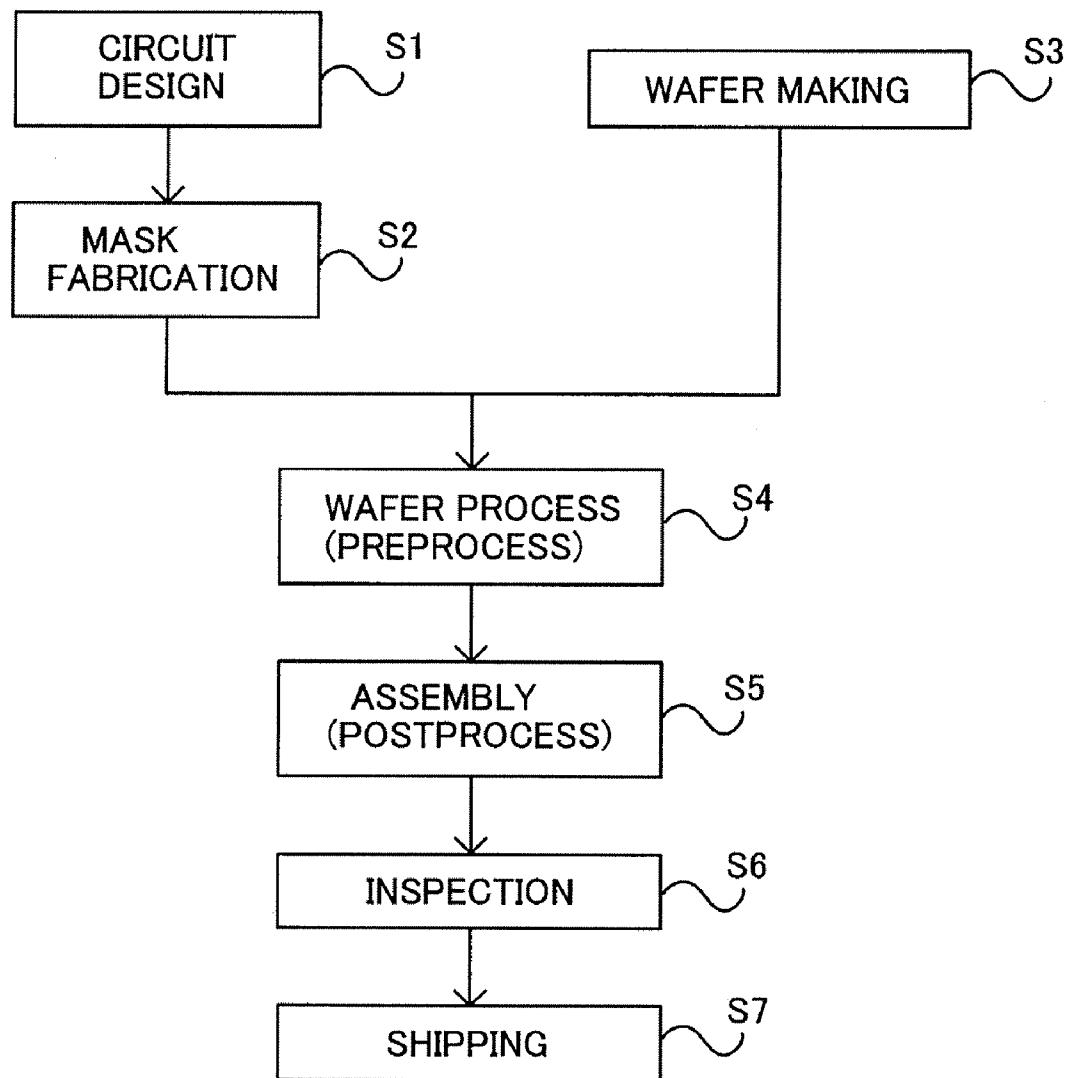 CIRCUIT
DESIGN
S1
WAFER MAKING
S3
MASK
FABRICATION
S2
WAFER PROCESS
(PREPROCESS)
S4
ASSEMBLY
(POSTPROCESS)
S5
INSPECTION
S6
SHIPPING
S7